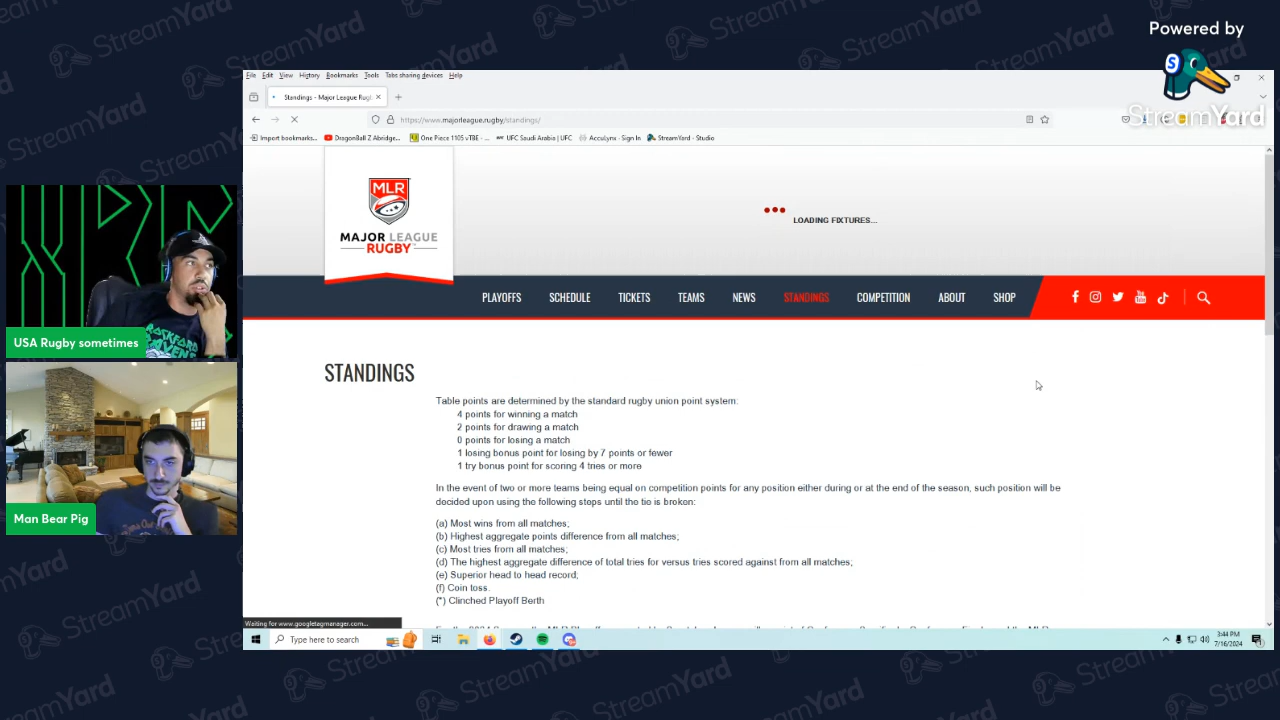 Powered by
StreamYard
File Edit View History Bookmarks Tools Tabs sharing devices Help
Standings - Major League Rugb
https://www.majorleague.rugby/standings/
Import bookmarks... DragonBall Z Abridge... One Piece 1105 vTBE - ... UFC Saudi Arabia | UFC AccuLynx - Sign In StreamYard - Studio
MLR
MAJOR LEAGUE
RUGBY
LOADING FIXTURES...
PLAYOFFS SCHEDULE TICKETS TEAMS NEWS STANDINGS COMPETITION ABOUT SHOP
STANDINGS
Table points are determined by the standard rugby union point system:
4 points for winning a match
2 points for drawing a match
0 points for losing a match
1 losing bonus point for losing by 7 points or fewer
1 try bonus point for scoring 4 tries or more
In the event of two or more teams being equal on competition points for any position either during or at the end of the season, such position will be
decided upon using the following steps until the tie is broken:
(a) Most wins from all matches;
(b) Highest aggregate points difference from all matches;
(c) Most tries from all matches;
(d) The highest aggregate difference of total tries for versus tries scored against from all matches;
(e) Superior head to head record;
(f) Coin toss.
(*) Clinched Playoff Berth
Waiting for www.googletagmanager.com...
Type here to search
3:44 PM
7/16/2024
USA Rugby sometimes
Man Bear Pig